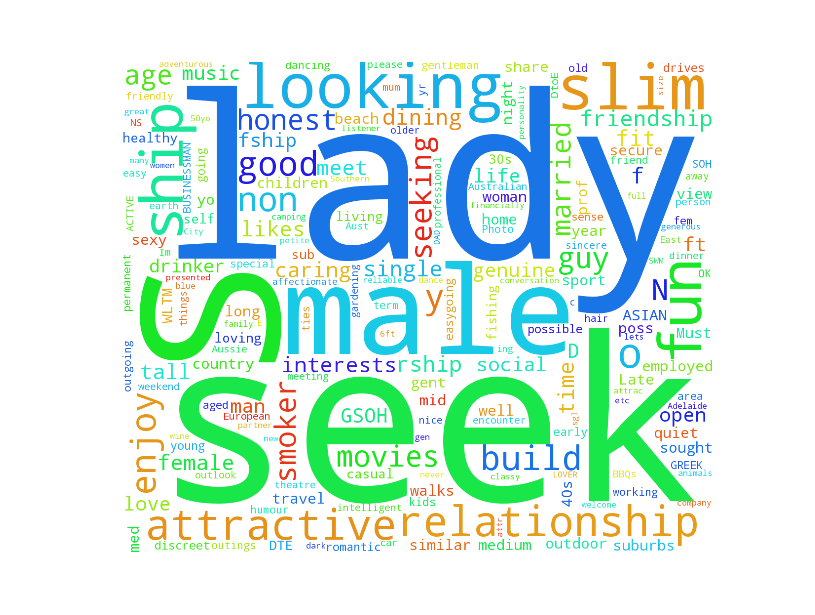 adventurous dancing please gentleman share old drives
age music looking slim
friendly mum yr night DtoE size
great SOyp honest beach dining personality friendship
NS listener older fit secure
healthy fship lady married
many women easy going good meet 30s life friend SOH
BUSINESSMAN children Australian woman f away
ACTIVE ship non seeking professional prof view
earth yo living home fem person
self likes Aust DAD Photo year full
City Southern financially sense generous
sexy Im camping sub guy sincere East ft
petite SWN dinner
drinker special caring single genuine sport OK
permanent presented affectionate reliable dance conversation
WLTM blue things long ties gardening term y easygoing fishing c hair N
S male fun
family E 6ft possible ASIAN
loving Aussie poss lets Must
outgoing country interests rship social o D employed
tall meeting ing gent time Late attrac area
weekend aged man mid nice well etc
enjoy European GSOH encounter open Adelaide
partner gen sgl
wine new early quiet
young smoker seek sought
female movies build GREEK
outlook theatre casual never classy LOVER BBQs animals
love travel kids walks 40s working
humour intelligent welcome company
attractive relationship
attr
med discreet outings DTE dark romantic car similar medium outdoor suburbs